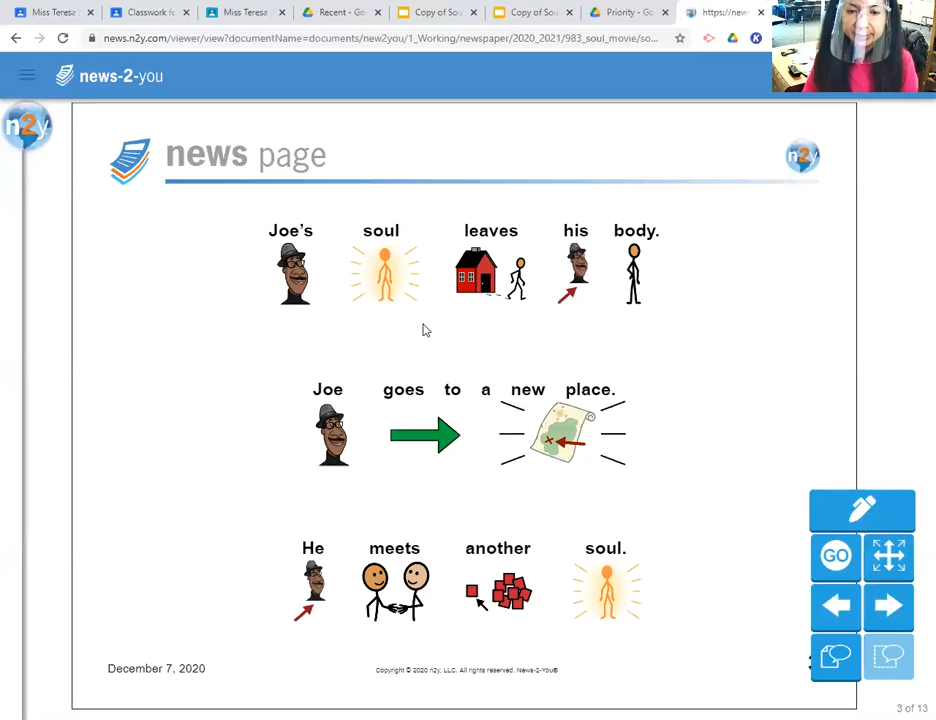 Miss Teresa
Classwork for
Miss Teresa
Recent - Go
Copy of Sou
Copy of Sou
Priority - Go
https://new
news.n2y.com/viewer/view?documentName=documents/new2you/1_Working/newspaper/2020_2021/983_soul_movie/so...
news-2-you
n2y
news page
n2y
Joe's soul leaves his body.
Joe goes to a new place.
He meets another soul.
GO
December 7, 2020
Copyright © 2020 n2y, LLC. All rights reserved. News-2-You®
3 of 13